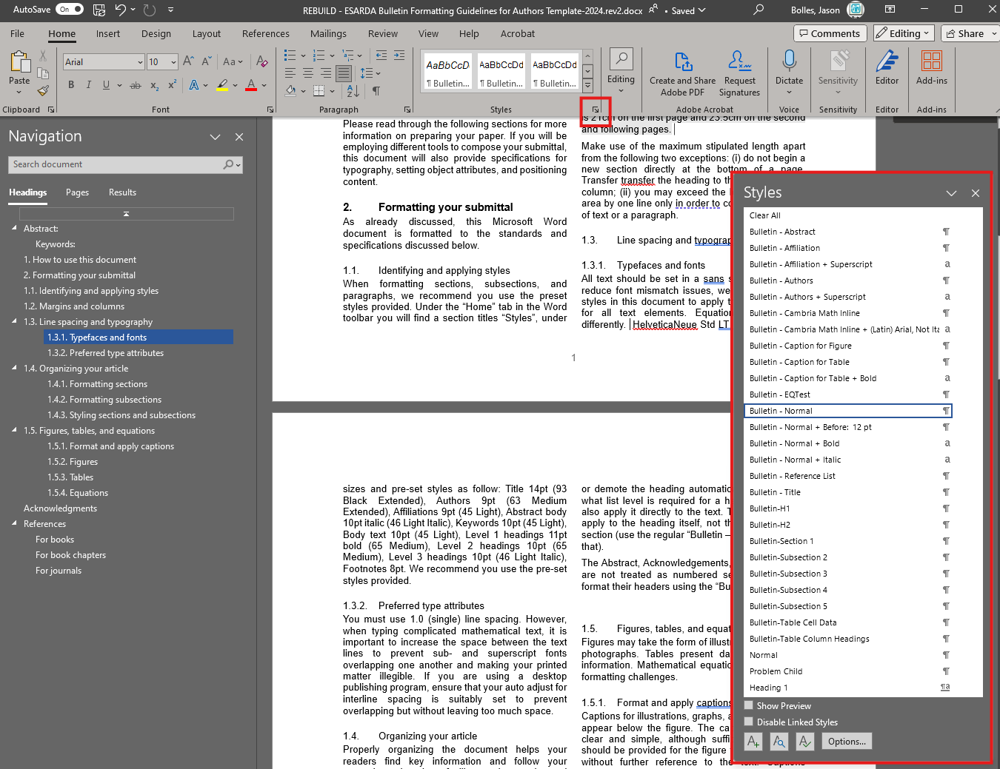 AutoSave On
REBUILD - ESARDA Bulletin Formatting Guidelines for Authors Template-2024.rev2.docx
• Saved
Bolles, Jason
File Home Insert Design Layout References Mailings Review View Help Acrobat
Comments
Editing
Share
Paste
Clipboard
Arial
10
Aa
B I U ab x₂ x² A A
Font
Paragraph
AaBbCcD AaBbCcDd AaBbCcDd
¶ Bulletin... ¶ Bulletin... ¶ Bulletin...
Styles
Editing
Create and Share
Adobe PDF
Request
Signatures
Adobe Acrobat
Dictate
Voice
Sensitivity
Sensitivity
Editor
Editor
Add-ins
Add-ins
Navigation
Search document
Headings Pages Results
Abstract:
Keywords:
1. How to use this document
2. Formatting your submittal
1.1. Identifying and applying styles
1.2. Margins and columns
1.3. Line spacing and typography
1.3.1. Typefaces and fonts
1.3.2. Preferred type attributes
1.4. Organizing your article
1.4.1. Formatting sections
1.4.2. Formatting subsections
1.4.3. Styling sections and subsections
1.5. Figures, tables, and equations
1.5.1. Format and apply captions
1.5.2. Figures
1.5.3. Tables
1.5.4. Equations
Acknowledgments
References
For books
For book chapters
For journals
Please read through the following sections for more
information on preparing your paper. If you will be
employing different tools to compose your submittal,
this document will also provide specifications for
typography, setting object attributes, and positioning
content.
2. Formatting your submittal
As already discussed, this Microsoft Word
document is formatted to the standards and
specifications discussed below.
1.1. Identifying and applying styles
When formatting sections, subsections, and
paragraphs, we recommend you use the preset
styles provided. Under the “Home” tab in the Word
toolbar you will find a section titles “Styles”, under
is 21cm on the first page and 23.5cm on the second
and following pages.
Make use of the maximum stipulated length apart
from the following two exceptions: (i) do not begin a
new section directly at the bottom of a page.
Transfer transfer the heading to th
column; (ii) you may exceed the
area by one line only in order to co
of text or a paragraph.
1.3. Line spacing and typograp
1.3.1. Typefaces and fonts
All text should be set in a sans s
reduce font mismatch issues, we
styles in this document to apply t
for all text elements. Equation
differently. HelveticaNeue Std LT
1
sizes and pre-set styles as follow: Title 14pt (93
Black Extended), Authors 9pt (63 Medium
Extended), Affiliations 9pt (45 Light), Abstract body
10pt italic (46 Light Italic), Keywords 10pt (45 Light),
Body text 10pt (45 Light), Level 1 headings 11pt
bold (65 Medium), Level 2 headings 10pt (65
Medium), Level 3 headings 10pt (46 Light Italic),
Footnotes 8pt. We recommend you use the pre-set
styles provided.
1.3.2. Preferred type attributes
You must use 1.0 (single) line spacing. However,
when typing complicated mathematical text, it is
important to increase the space between the text
lines to prevent sub- and superscript fonts
overlapping one another and making your printed
matter illegible. If you are using a desktop
publishing program, ensure that your auto adjust for
interline spacing is suitably set to prevent
overlapping but without leaving too much space.
1.4. Organizing your article
Properly organizing the document helps your
readers find key information and follow your
or demote the heading automatic
what list level is required for a h
also apply it directly to the text. T
apply to the heading itself, not th
section (use the regular “Bulletin –
that).
The Abstract, Acknowledgements,
are not treated as numbered se
format their headers using the “Bu
1.5. Figures, tables, and equat
Figures may take the form of illust
photographs. Tables present da
information. Mathematical equatic
formatting challenges.
1.5.1. Format and apply captions
Captions for illustrations, graphs, a
appear below the figure. The ca
clear and simple, although suffi
should be provided for the figure
without further reference to the text. Captions
Styles
Clear All
Bulletin - Abstract ¶
Bulletin - Affiliation ¶
Bulletin - Affiliation + Superscript a
Bulletin - Authors ¶
Bulletin - Authors + Superscript a
Bulletin - Cambria Math Inline ¶
Bulletin - Cambria Math Inline + (Latin) Arial, Not Ita a
Bulletin - Caption for Figure ¶
Bulletin - Caption for Table ¶
Bulletin - Caption for Table + Bold a
Bulletin - EQTest ¶
Bulletin - Normal ¶
Bulletin - Normal + Before: 12 pt ¶
Bulletin - Normal + Bold a
Bulletin - Normal + Italic a
Bulletin - Reference List ¶
Bulletin - Title ¶
Bulletin-H1 ¶
Bulletin-H2 ¶
Bulletin-Section 1 ¶
Bulletin-Subsection 2 ¶
Bulletin-Subsection 3 ¶
Bulletin-Subsection 4 ¶
Bulletin-Subsection 5 ¶
Bulletin-Table Cell Data ¶
Bulletin-Table Column Headings ¶
Normal ¶
Problem Child ¶
Heading 1 ¶a
Show Preview
Disable Linked Styles
Options...